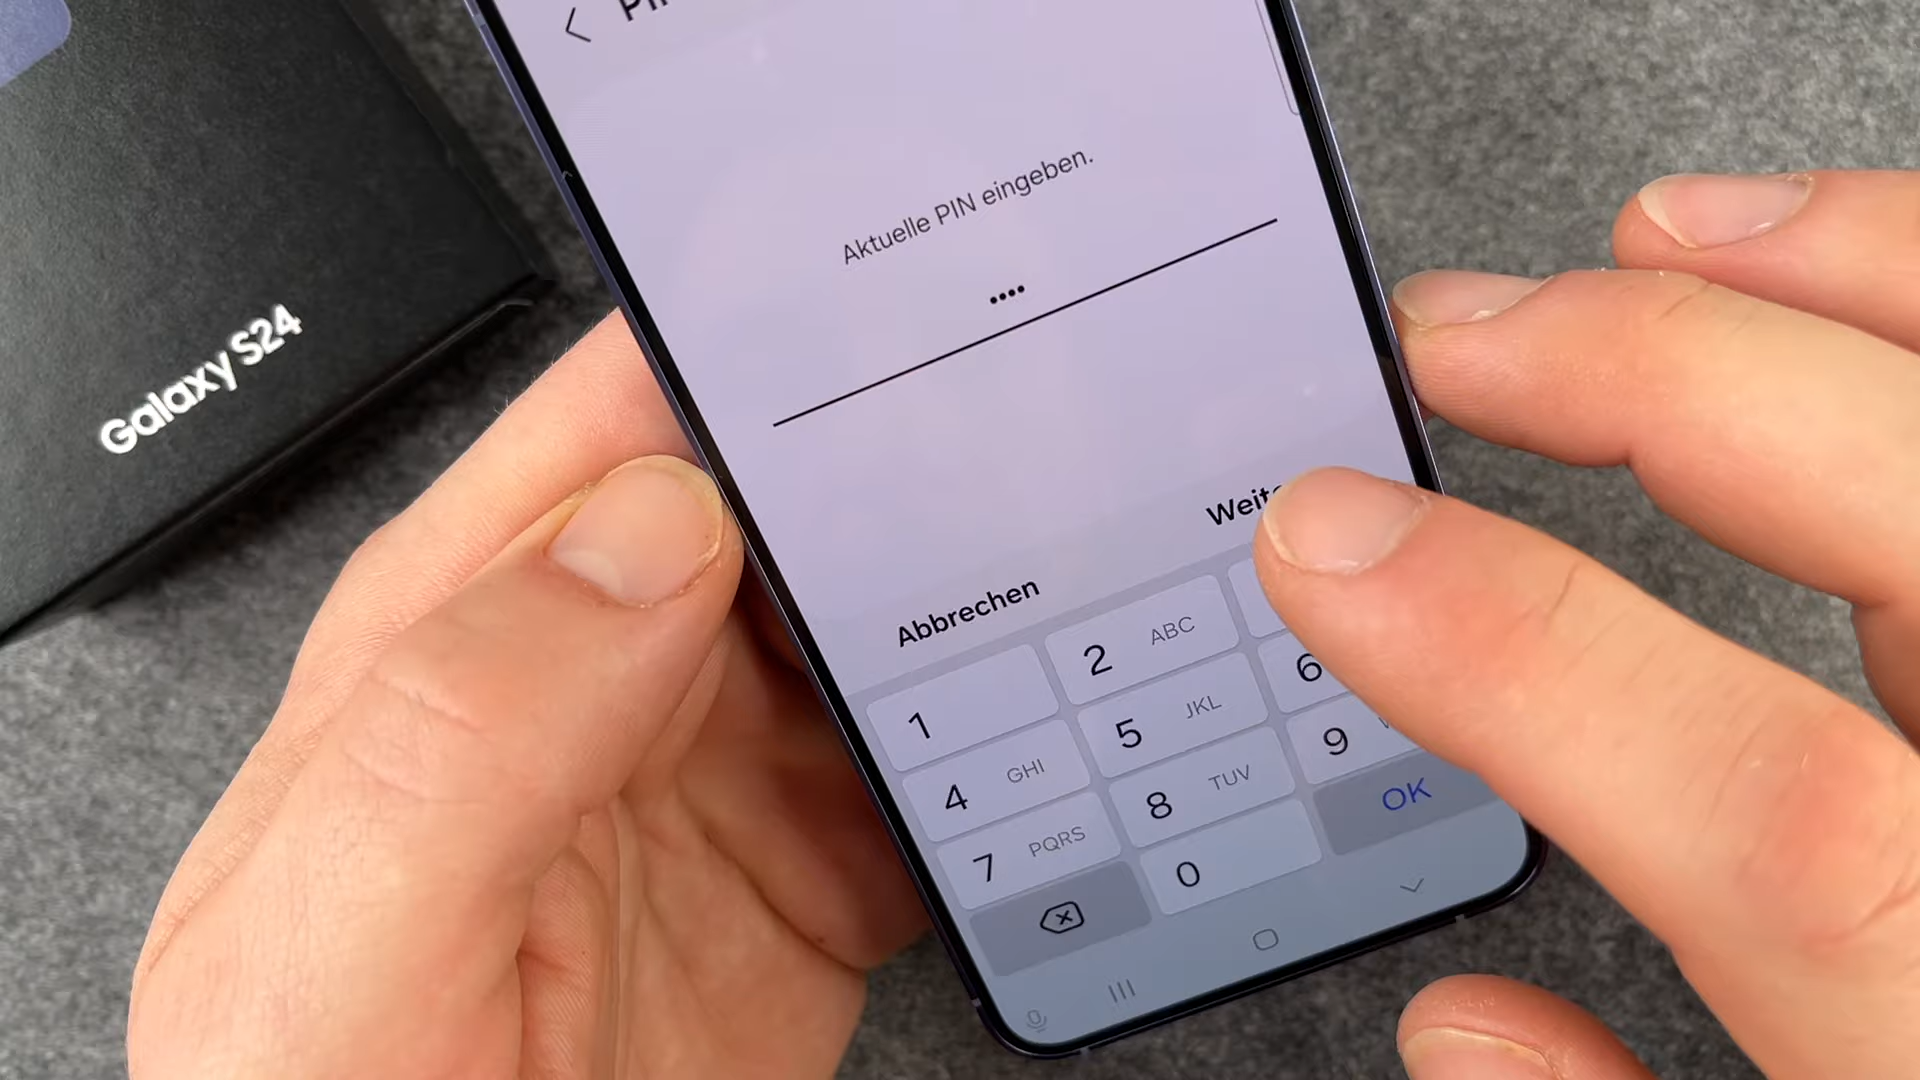 Aktuelle PIN eingeben.
••••
Galaxy S24
Abbrechen
1
2 ABC
4 GHI
5 JKL
6
7 PQRS
8 TUV
9
0
OK